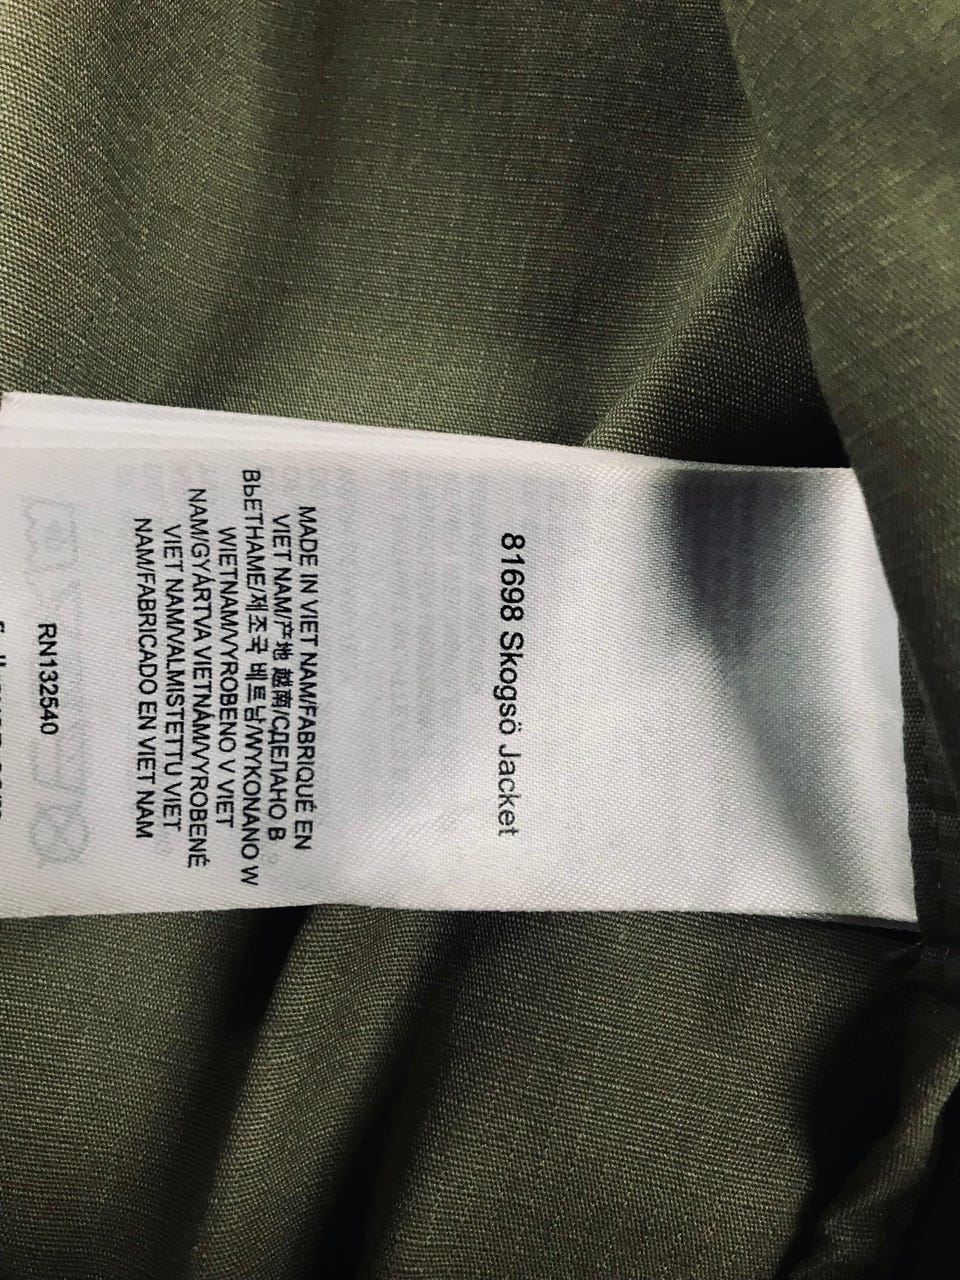 81698 Skogsö Jacket
MADE IN VIET NAM/FABRIQUÉ EN
VIET NAM/产地 越南/СДЕЛАНО В
ВЬЕТНАМЕ/제조국 베트남/WYKONANO W
WIETNAM/VYROBENO V VIET
NAM/GYÁRTVA VIETNÁM/VYROBENÉ
VIET NAM/VALMISTETTU VIET
NAM/FABRICADO EN VIET NAM
RN132540